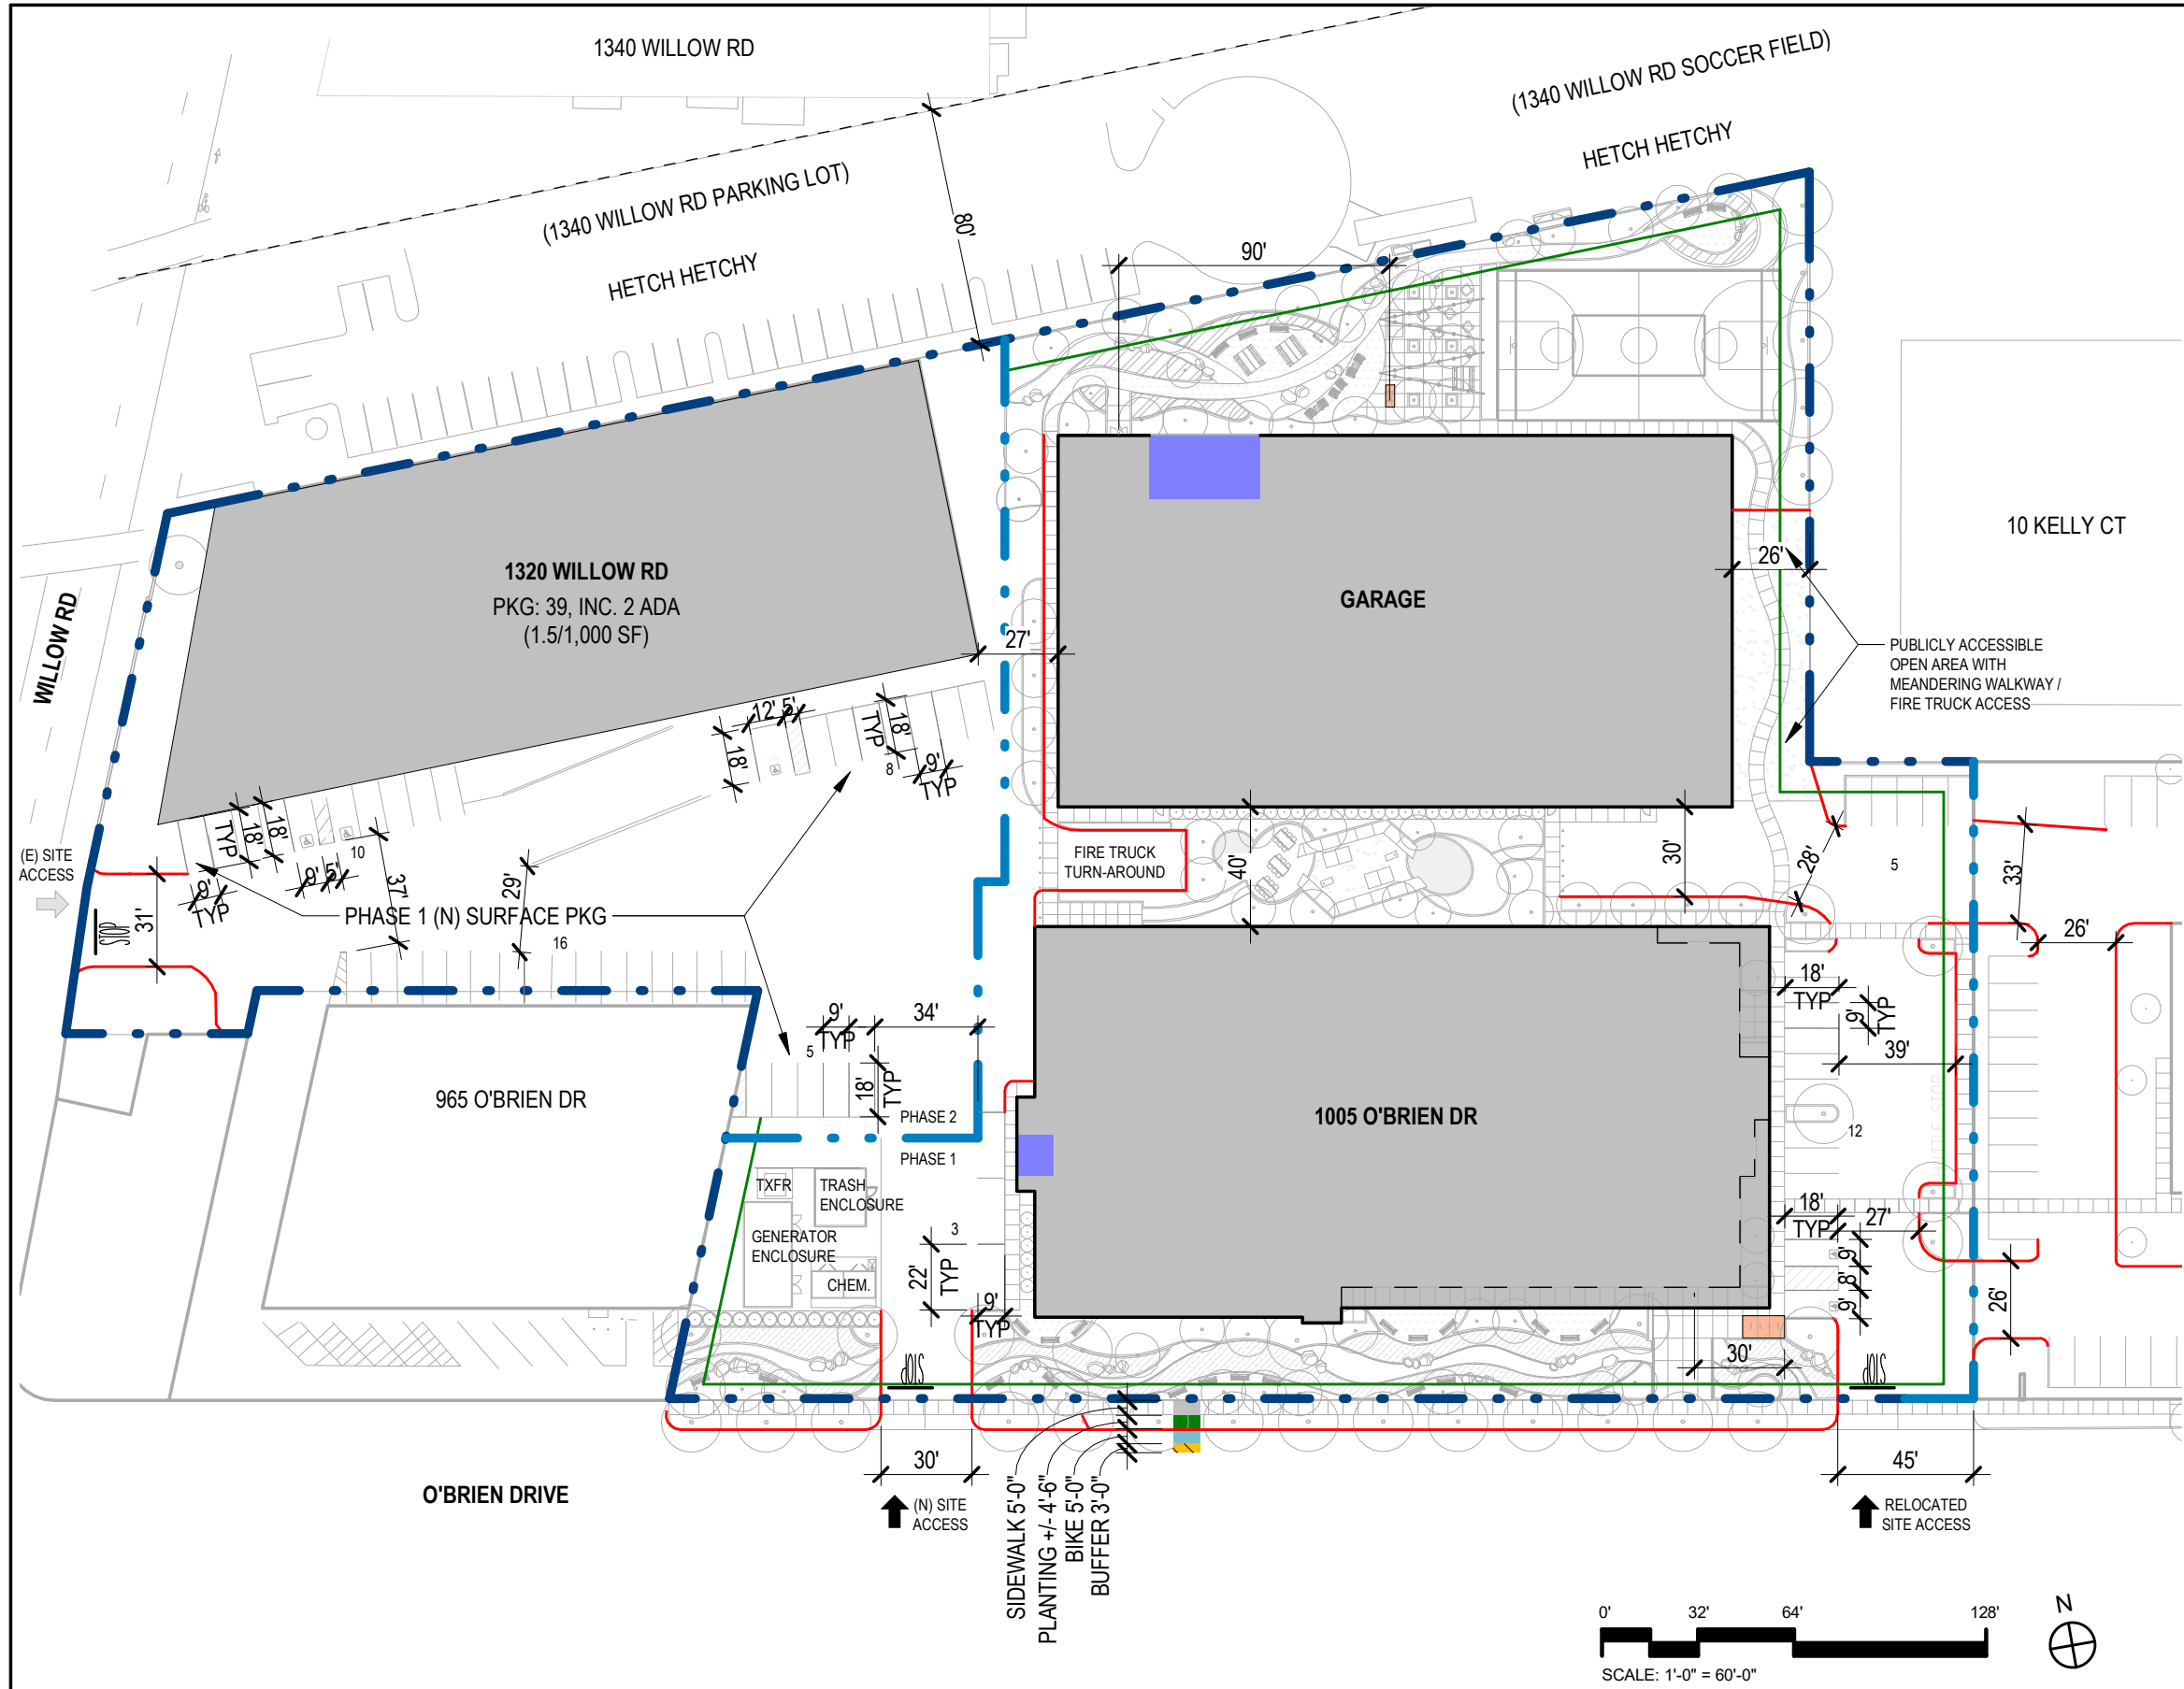 1340 WILLOW RD
(1340 WILLOW RD SOCCER FIELD)
HETCH HETCHY
(1340 WILLOW RD PARKING LOT)
HETCH HETCHY
80'
90'
10 KELLY CT
1320 WILLOW RD
PKG: 39, INC. 2 ADA
(1.5/1,000 SF)
GARAGE
26'
WILLOW RD
27'
PUBLICLY ACCESSIBLE
OPEN AREA WITH
MEANDERING WALKWAY /
FIRE TRUCK ACCESS
12'
5'
18'
18'
TYP
8
9'
TYP
(E) SITE
ACCESS
TYP
18'
18'
9'
TYP
9'
5'
10
37'
29'
31'
STOP
PHASE 1 (N) SURFACE PKG
16
FIRE TRUCK
TURN-AROUND
40'
30'
28'
5
33'
26'
18'
TYP
9'
TYP
39'
9'
TYP
5
34'
18'
TYP
965 O'BRIEN DR
PHASE 2
PHASE 1
1005 O'BRIEN DR
12
TXFR
TRASH
ENCLOSURE
GENERATOR
ENCLOSURE
CHEM.
3
22'
TYP
9'
TYP
18'
TYP
27'
9'
8'
9'
26'
30'
STOP
STOP
30'
45'
O'BRIEN DRIVE
(N) SITE
ACCESS
SIDEWALK 5'-0"
PLANTING +/- 4'-6"
BIKE 5'-0"
BUFFER 3'-0"
RELOCATED
SITE ACCESS
0'
32'
64'
128'
SCALE: 1'-0" = 60'-0"
N